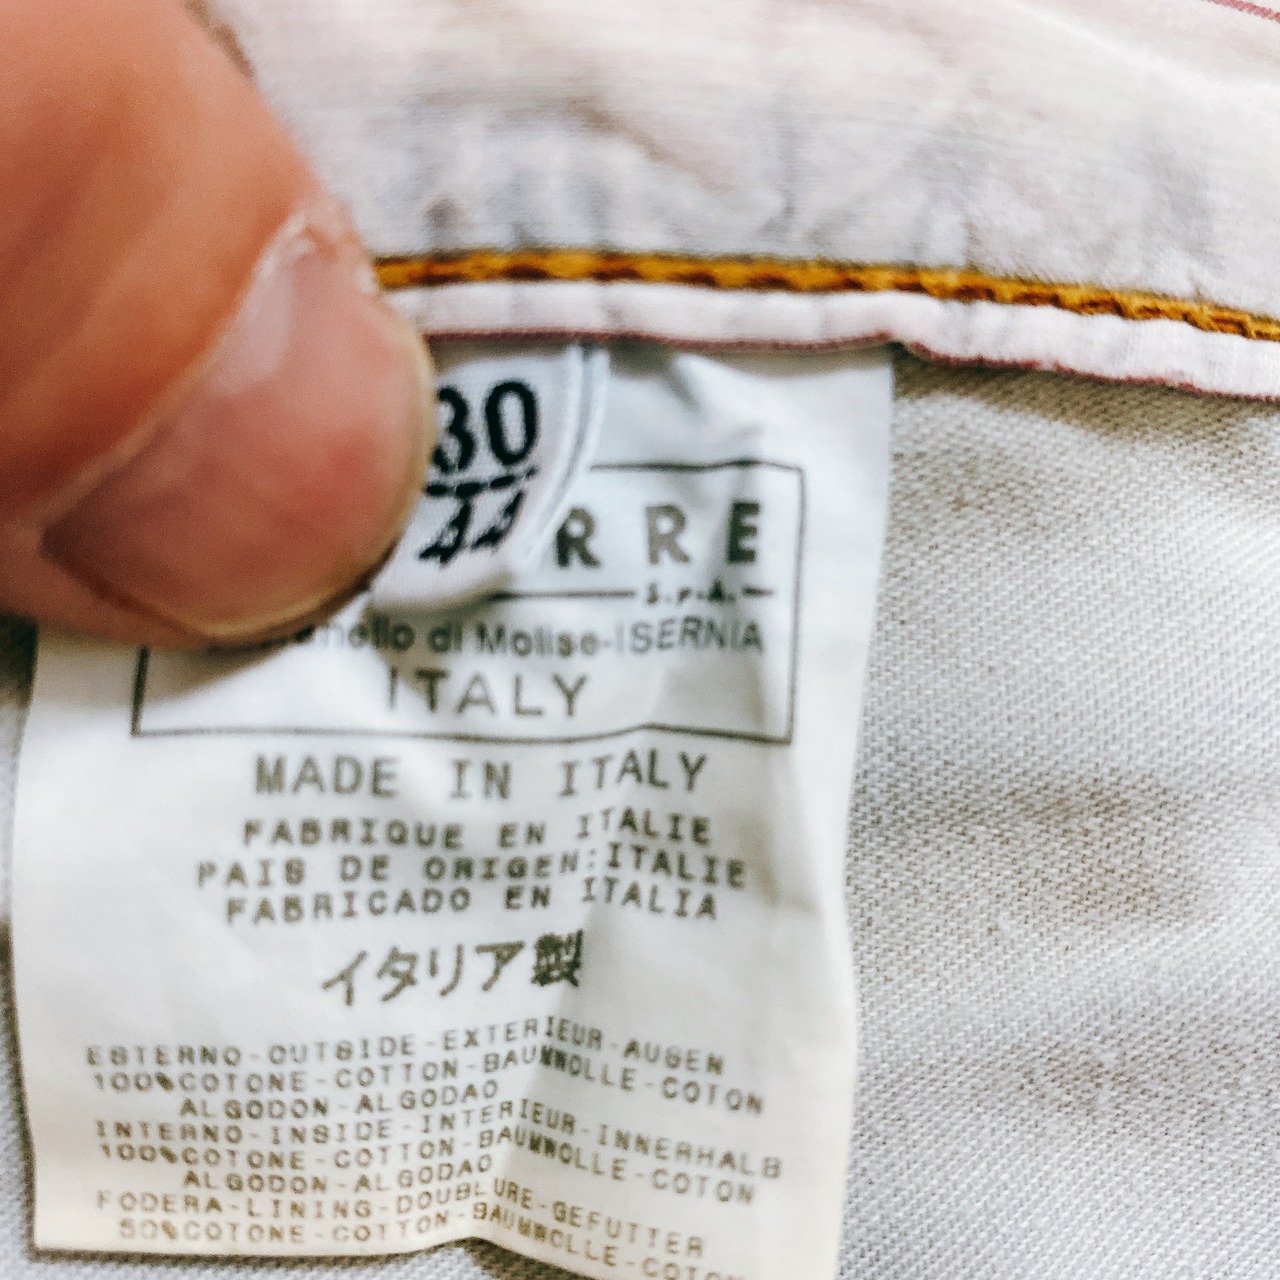 30
44
RRE
S.p.A.
di Molise-ISERNIA
ITALY
MADE IN ITALY
FABRIQUE EN ITALIE
PAIS DE ORIGEN:ITALIE
FABRICADO EN ITALIA
イタリア製
ESTERNO-OUTSIDE-EXTERIEUR-AUSEN
100%COTONE-COTTON-BAUMWOLLE-COTON
ALGODON-ALGODAO
INTERNO-INSIDE-INTERIEUR-INNERHALB
100%COTONE-COTTON-BAUMWOLLE-COTON
ALGODON-ALGODAO
FODERA-LINING-DOUBLURE-GEFUTTER
50%COTONE-COTTON-BAUMWOLLE-COTON